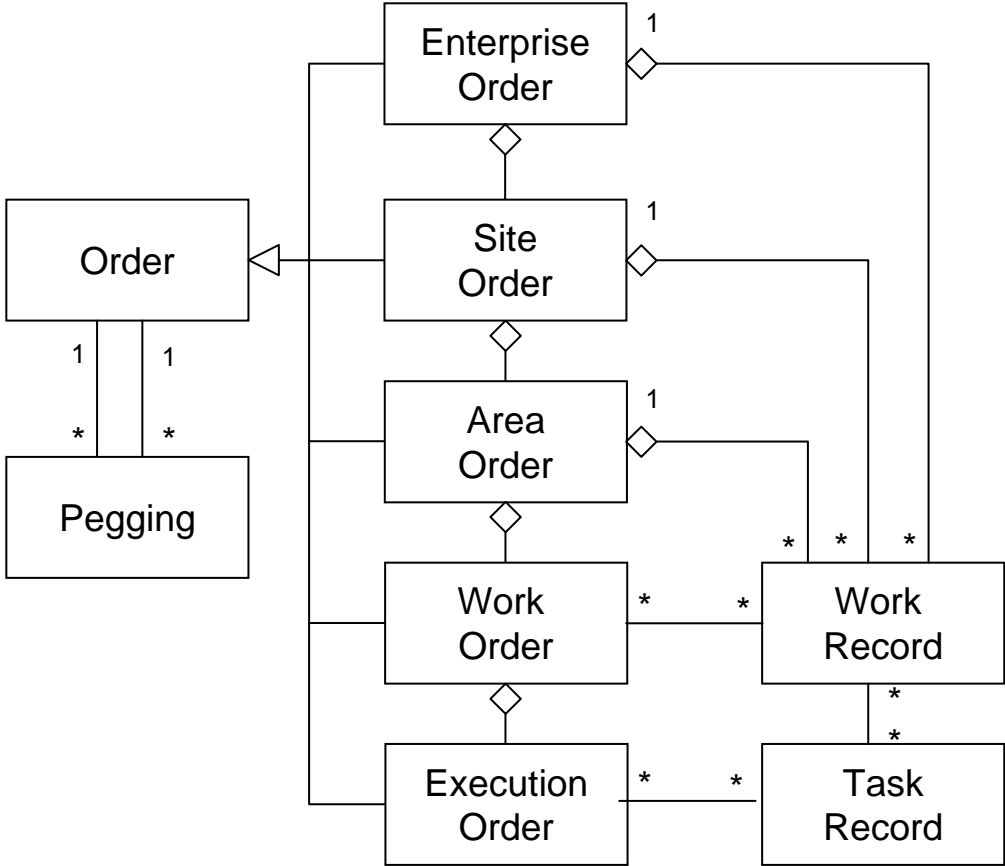 Enterprise
Order
1
Site
Order
1
Order
1
1
*
*
Pegging
Area
Order
1
*
*
*
Work
Order
*
*
Work
Record
*
*
Execution
Order
*
*
Task
Record